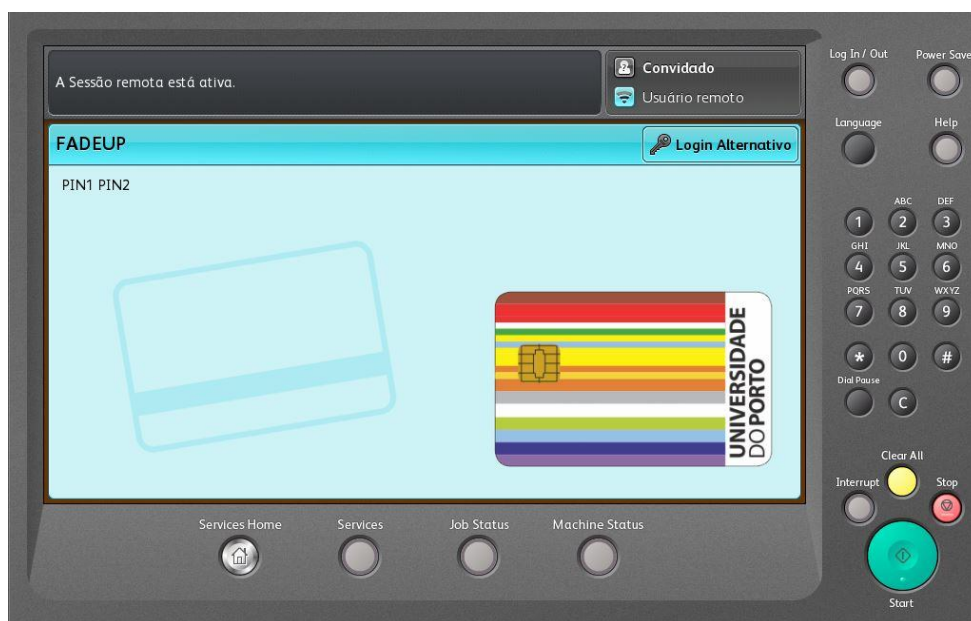 A Sessão remota está ativa.
Convidado
Usuário remoto
FADEUP
Login Alternativo
PIN1 PIN2
UNIVERSIDADE
DO PORTO
Services Home
Services
Job Status
Machine Status
Log In / Out
Power Save
Language
Help
ABC
DEF
1
2
3
GHI
JKL
MNO
4
5
6
PQRS
TUV
WXYZ
7
8
9
*
0
#
Dial Pause
C
Clear All
Interrupt
Stop
Start